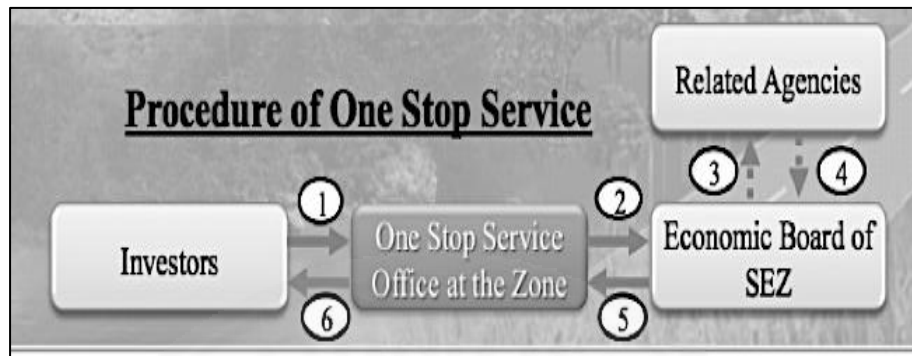 Related Agencies
Procedure of One Stop Service
3
4
1
2
Investors
One Stop Service
Office at the Zone
Economic Board of
SEZ
6
5